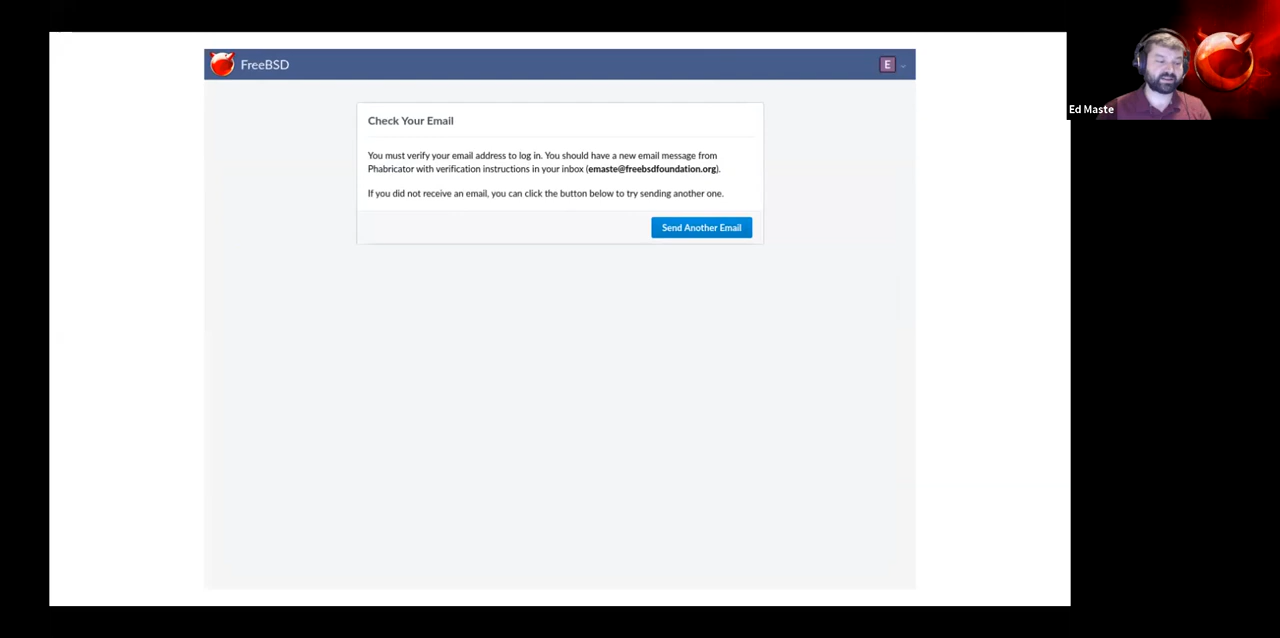 FreeBSD
E
Check Your Email
You must verify your email address to log in. You should have a new email message from
Phabricator with verification instructions in your inbox (emaste@freebsdfoundation.org).
If you did not receive an email, you can click the button below to try sending another one.
Send Another Email
Ed Maste